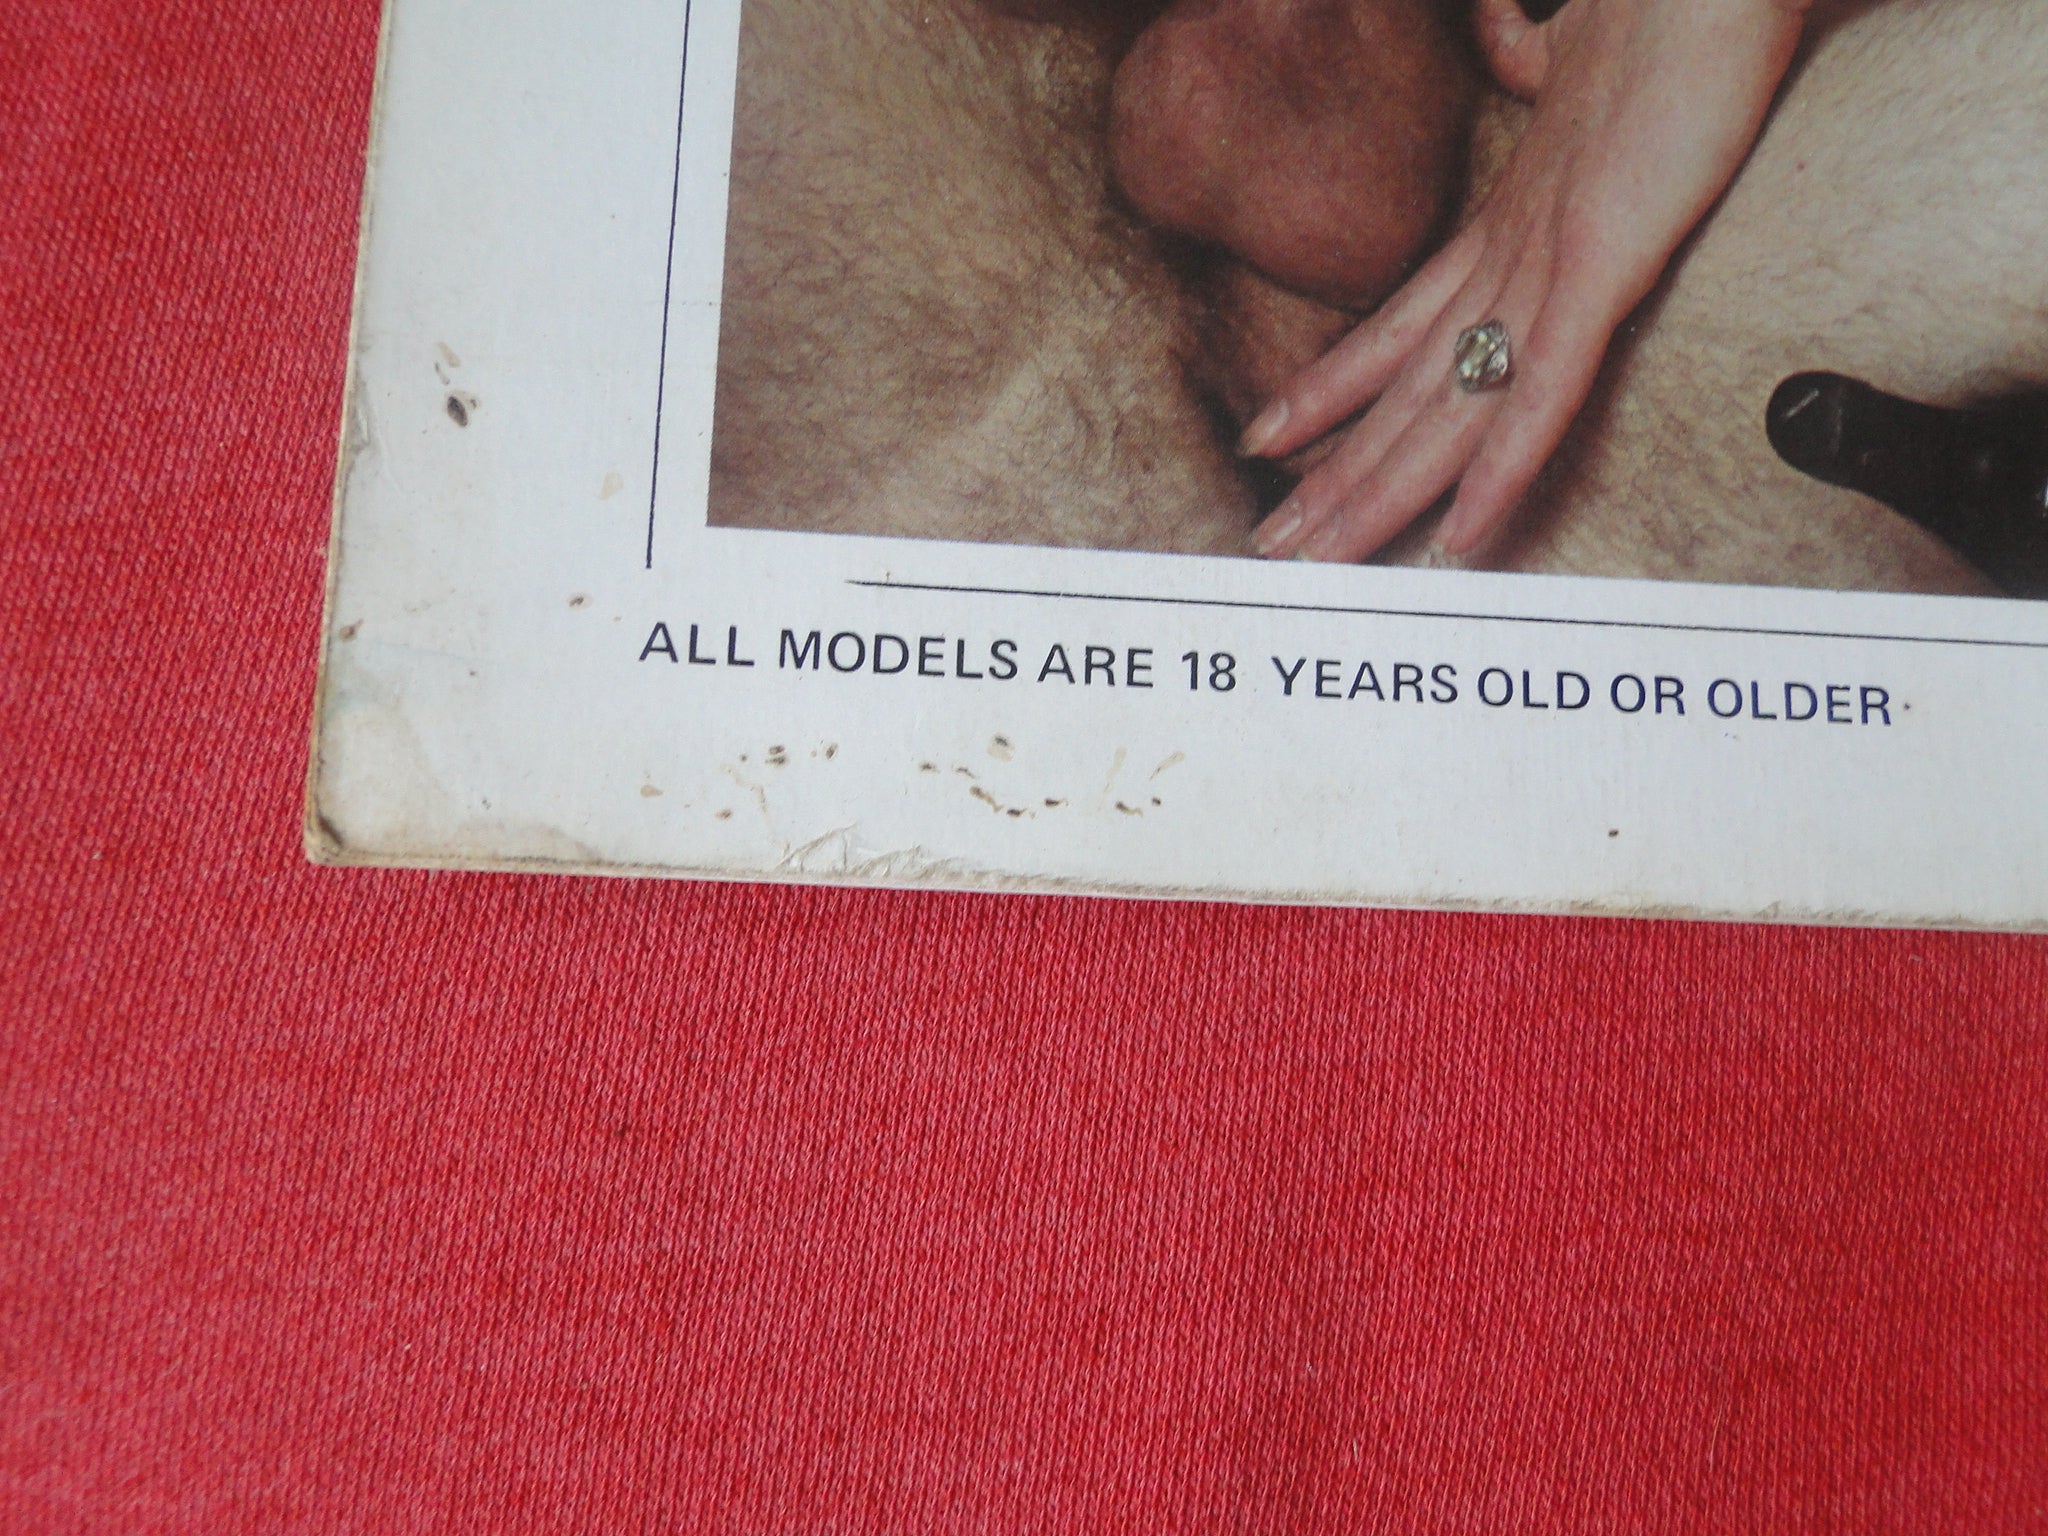 ALL MODELS ARE 18 YEARS OLD OR OLDER